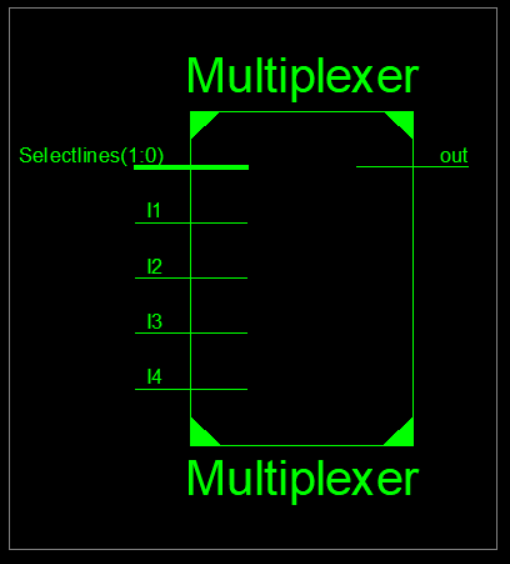 Multiplexer
Selectlines(1:0)
out
I1
I2
I3
I4
Multiplexer